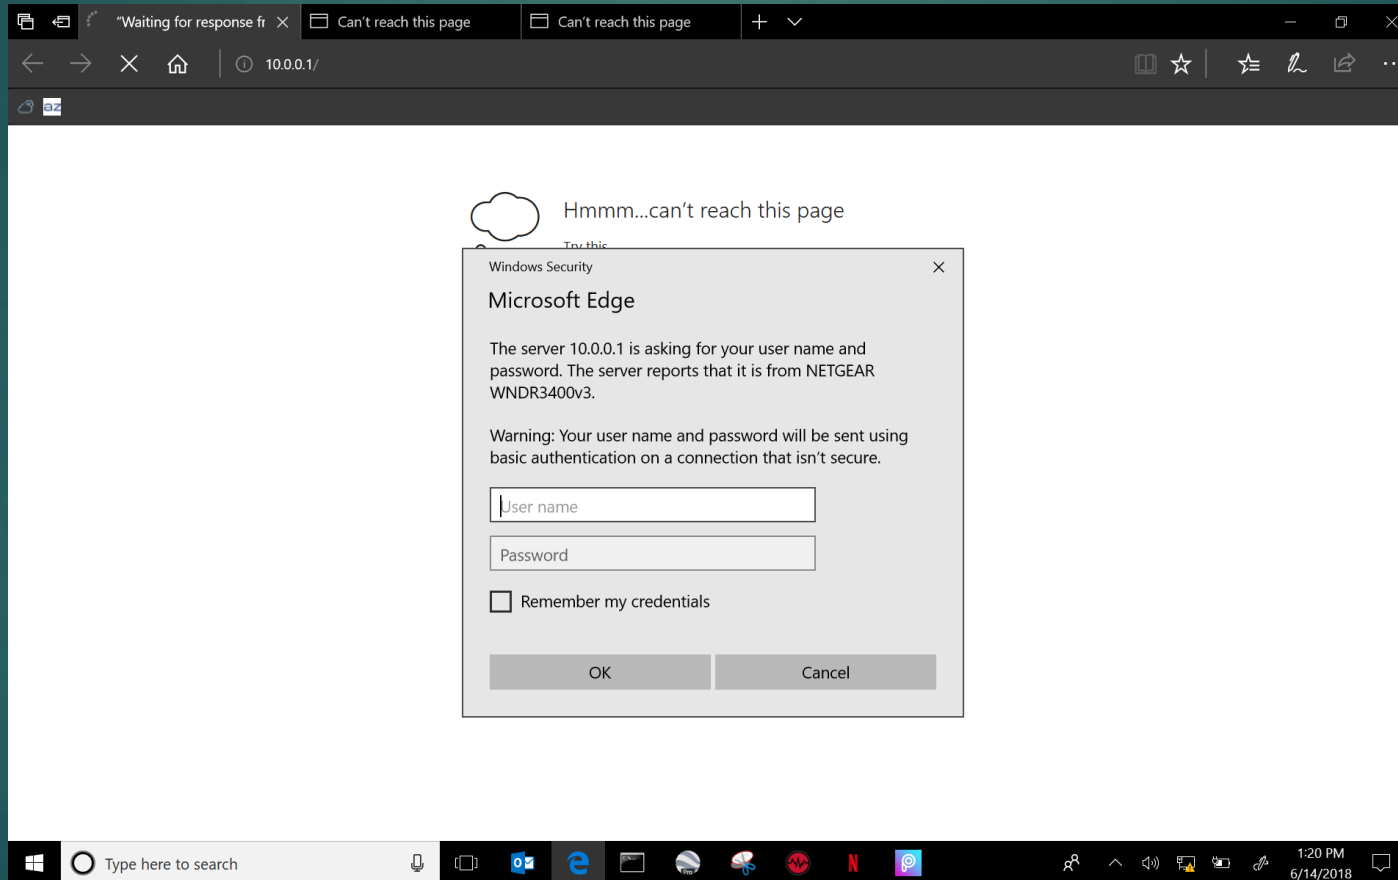 “Waiting for response fr
Can’t reach this page
Can’t reach this page
10.0.0.1/
az
Hmmm...can’t reach this page
Try this
Windows Security
Microsoft Edge
The server 10.0.0.1 is asking for your user name and
password. The server reports that it is from NETGEAR
WNDR3400v3.
Warning: Your user name and password will be sent using
basic authentication on a connection that isn’t secure.
User name
Password
Remember my credentials
OK
Cancel
Type here to search
1:20 PM
6/14/2018